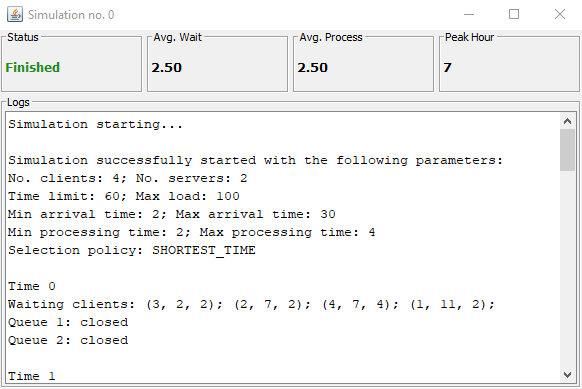 Simulation no. 0
Status
Avg. Wait
Avg. Process
Peak Hour
Finished
2.50
2.50
7
Logs
Simulation starting...
Simulation successfully started with the following parameters:
No. clients: 4; No. servers: 2
Time limit: 60; Max load: 100
Min arrival time: 2; Max arrival time: 30
Min processing time: 2; Max processing time: 4
Selection policy: SHORTEST_TIME
Time 0
Waiting clients: (3, 2, 2); (2, 7, 2); (4, 7, 4); (1, 11, 2);
Queue 1: closed
Queue 2: closed
Time 1